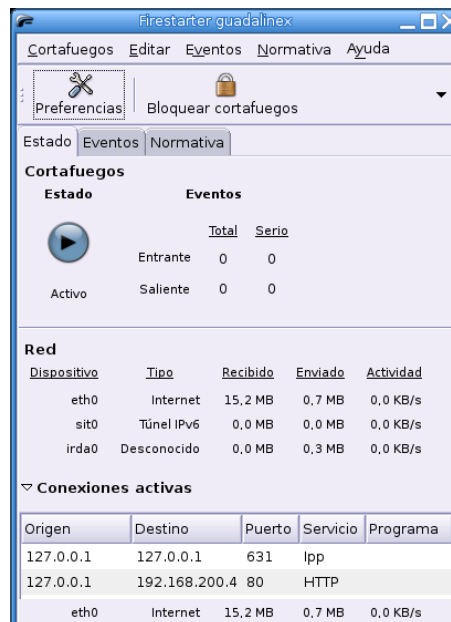 Firestarter guadalinex
Cortafuegos Editar Eventos Normativa Ayuda
Preferencias Bloquear cortafuegos
Estado Eventos Normativa
Cortafuegos
Estado Eventos
Total Serio
Entrante 0 0
Activo Saliente 0 0
Red
Dispositivo Tipo Recibido Enviado Actividad
eth0 Internet 15,2 MB 0,7 MB 0,0 KB/s
sit0 Túnel IPv6 0,0 MB 0,0 MB 0,0 KB/s
irda0 Desconocido 0,0 MB 0,3 MB 0,0 KB/s
Conexiones activas
Origen Destino Puerto Servicio Programa
127.0.0.1 127.0.0.1 631 Ipp
127.0.0.1 192.168.200.4 80 HTTP
eth0 Internet 15,2 MB 0,7 MB 0,0 KB/s